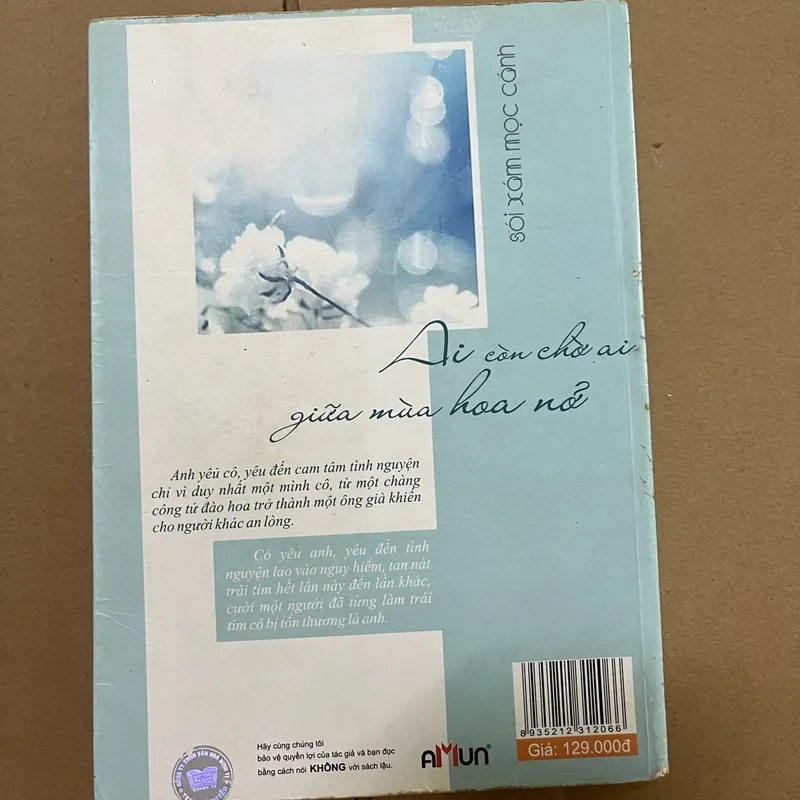 sói xám mọc cánh
Ai còn chờ ai
giữa mùa hoa nở
Anh yêu cô, yêu đến cam tâm tình nguyện
chỉ vì duy nhất một mình cô, từ một chàng
công tử đào hoa trở thành một ông già khiến
cho người khác an lòng.
Cô yêu anh, yêu đến tình
nguyện lao vào nguy hiểm, tan nát
trái tim hết lần này đến lần khác,
cưới một người đã từng làm trái
tim cô bị tổn thương là anh.
Hãy cùng chúng tôi
bảo vệ quyền lợi của tác giả và bạn đọc
bằng cách nói KHÔNG với sách lậu.
AMUN
8935212312066
Giá: 129.000đ